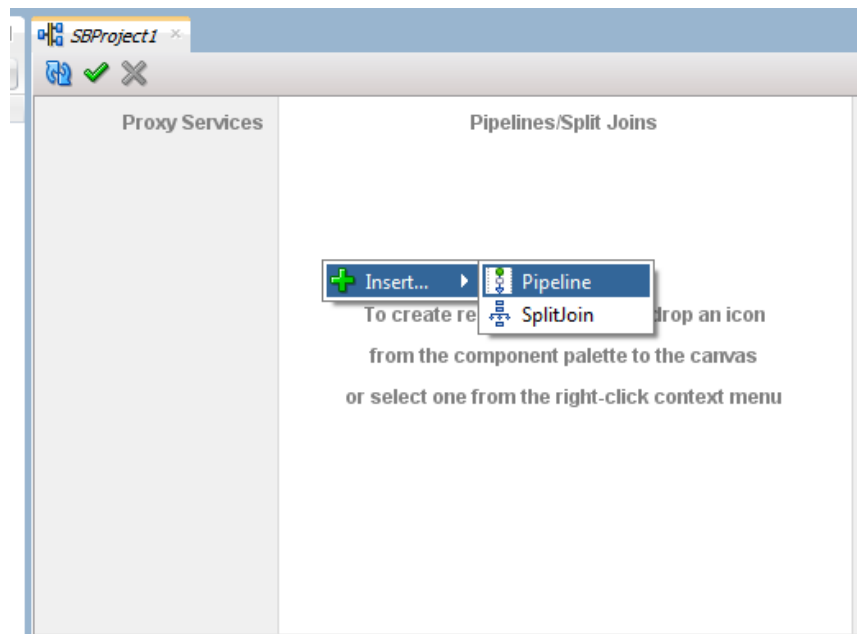 SBProject1
Proxy Services
Pipelines/Split Joins
Insert...
Pipeline
To create re
SplitJoin
drop an icon
from the component palette to the canvas
or select one from the right-click context menu